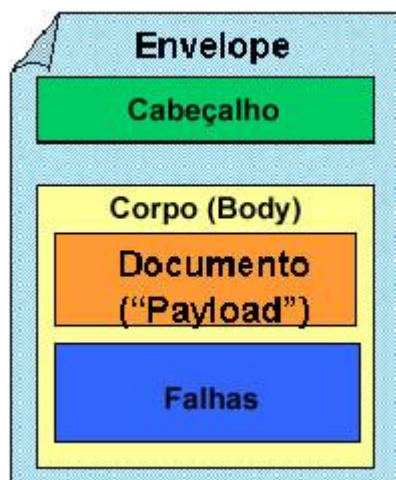 Envelope
Cabeçalho
Corpo (Body)
Documento
(“Payload”)
Falhas